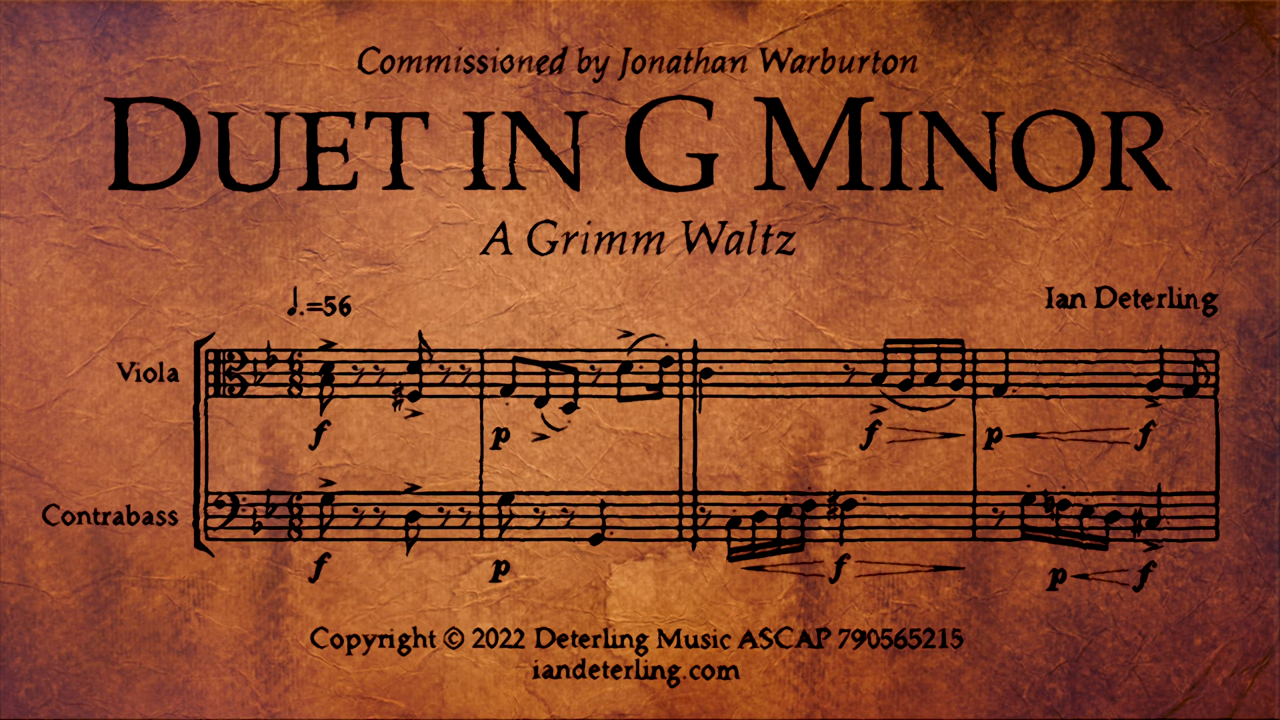 Commissioned by Jonathan Warburton
DUET IN G MINOR
A Grimm Waltz
♩.=56
Ian Deterling
Viola
f
p
f
p
f
Contrabass
f
p
f
p
f
Copyright © 2022 Deterling Music ASCAP 790565215
iandeterling.com